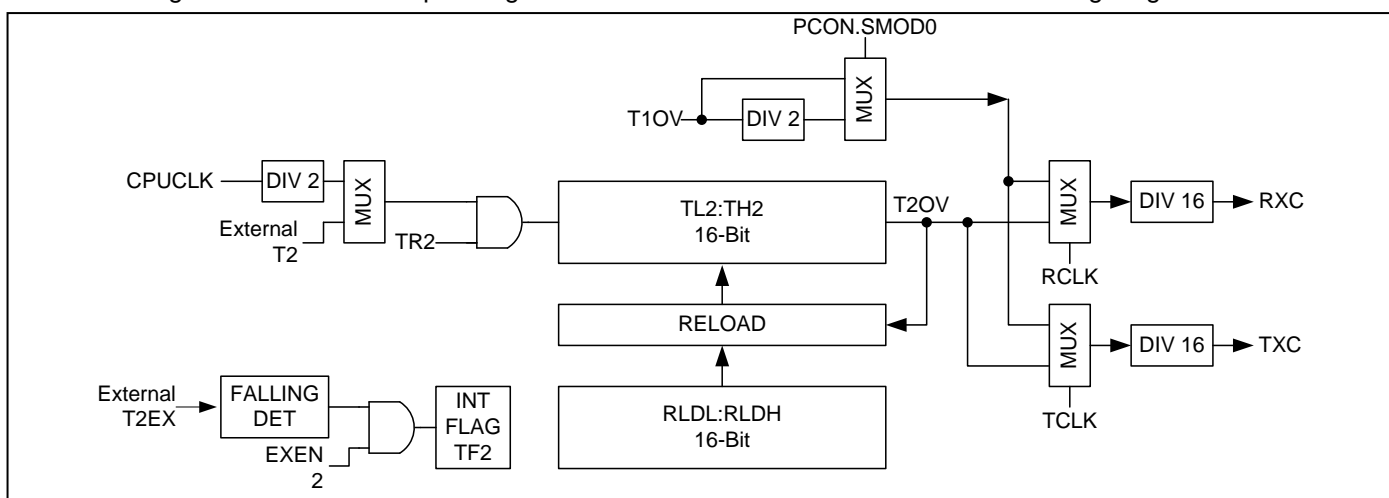 PCON.SMOD0
MUX
T1OV
DIV 2
CPUCLK
DIV 2
MUX
External
T2
TR2
TL2:TH2
16-Bit
T2OV
MUX
DIV 16
RXC
RCLK
RELOAD
MUX
DIV 16
TXC
TCLK
External
T2EX
FALLING
DET
EXEN
2
INT
FLAG
TF2
RLDL:RLDH
16-Bit